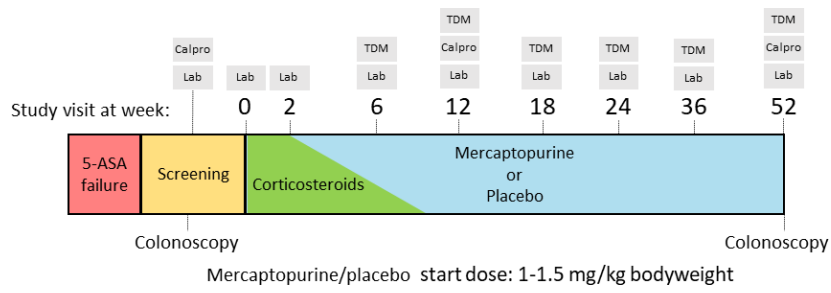 TDM
TDM
Calpro
TDM
Calpro
TDM
TDM
TDM
Calpro
Lab
Lab
Lab
Lab
Lab
Lab
Lab
Lab
Lab
Study visit at week: 0 2 6 12 18 24 36 52
5-ASA
failure
Screening
Corticosteroids
Mercaptopurine
or
Placebo
Colonoscopy
Colonoscopy
Mercaptopurine/placebo start dose: 1-1.5 mg/kg bodyweight